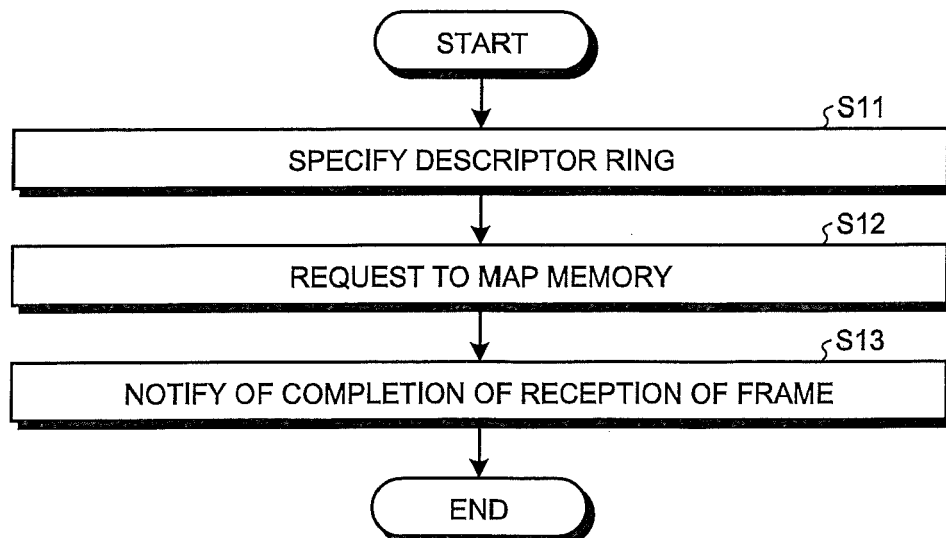 START
S11
SPECIFY DESCRIPTOR RING
S12
REQUEST TO MAP MEMORY
S13
NOTIFY OF COMPLETION OF RECEPTION OF FRAME
END